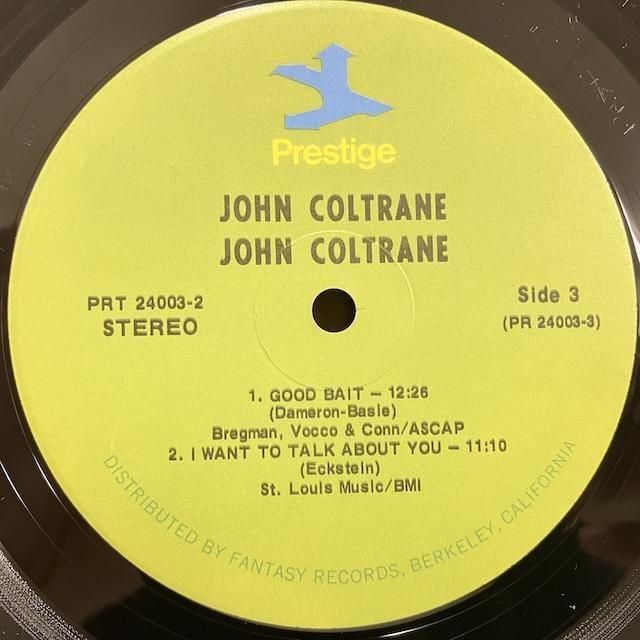 Prestige
JOHN COLTRANE
JOHN COLTRANE
PRT 24003-2
STEREO
Side 3
(PR 24003-3)
1. GOOD BAIT — 12:26
(Dameron-Basie)
Bregman, Vocco & Conn/ASCAP
2. I WANT TO TALK ABOUT YOU — 11:10
(Eckstein)
St. Louis Music/BMI
DISTRIBUTED BY FANTASY RECORDS, BERKELEY, CALIFORNIA